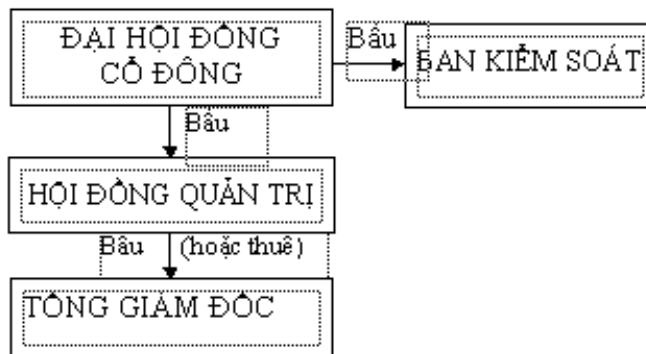 ĐẠI HỘI ĐỒNG
CỔ ĐÔNG
Bầu
BAN KIỂM SOÁT
Bầu
HỘI ĐỒNG QUẢN TRỊ
Bầu (hoặc thuê)
TỔNG GIÁM ĐỐC